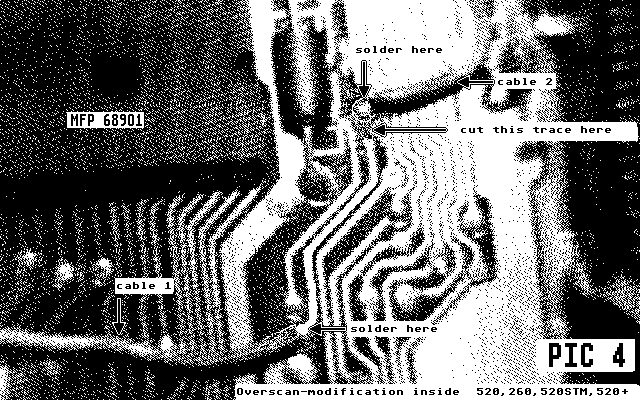 solder here
cable 2
MFP 68901
cut this trace here
cable 1
solder here
PIC 4
Overscan-modification inside 520,260,520STM,520+